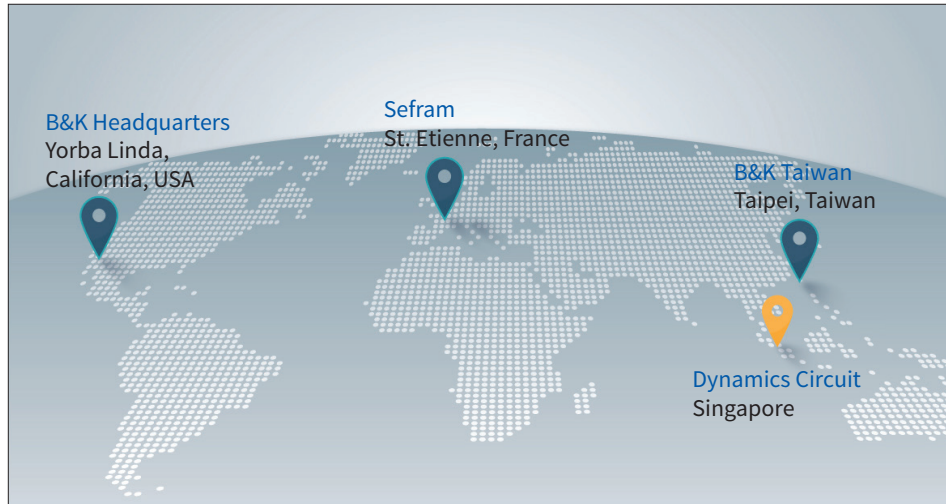 B&K Headquarters
Yorba Linda,
California, USA
Sefram
St. Etienne, France
B&K Taiwan
Taipei, Taiwan
Dynamics Circuit
Singapore